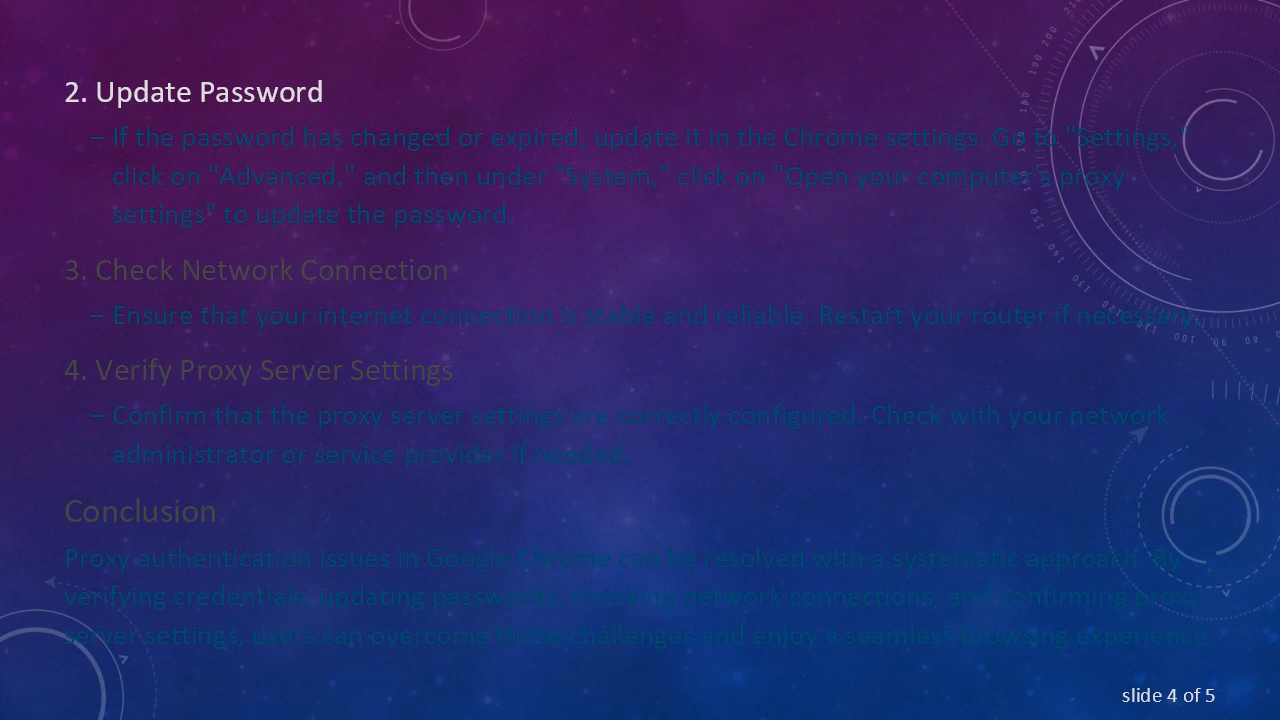 2. Update Password
– If the password has changed or expired, update it in the Chrome settings. Go to "Settings,"
click on "Advanced," and then under "System," click on "Open your computer's proxy
settings" to update the password.
3. Check Network Connection
– Ensure that your internet connection is stable and reliable. Restart your router if necessary.
4. Verify Proxy Server Settings
– Confirm that the proxy server settings are correctly configured. Check with your network
administrator or service provider if needed.
Conclusion
Proxy authentication issues in Google Chrome can be resolved with a systematic approach. By
verifying credentials, updating passwords, checking network connections, and confirming proxy
server settings, users can overcome these challenges and enjoy a seamless browsing experience.
slide 4 of 5